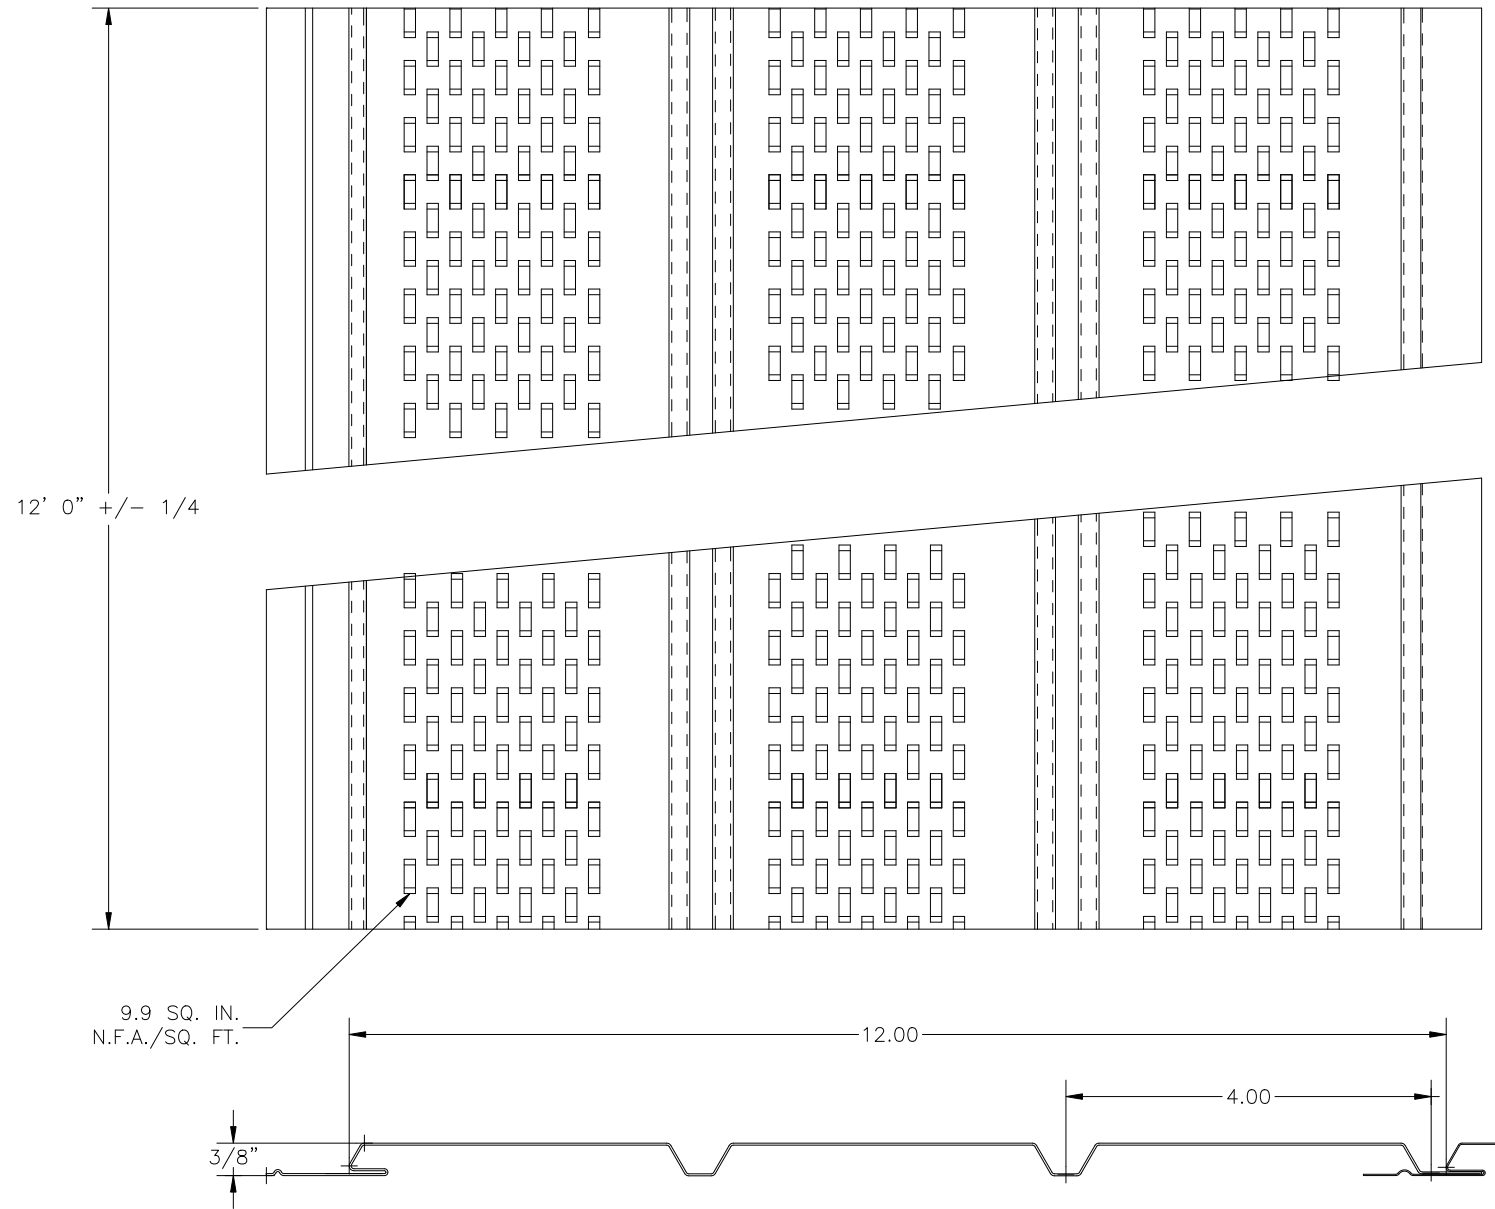 12' 0" +/- 1/4
9.9 SQ. IN.
N.F.A./SQ. FT.
12.00
4.00
3/8"